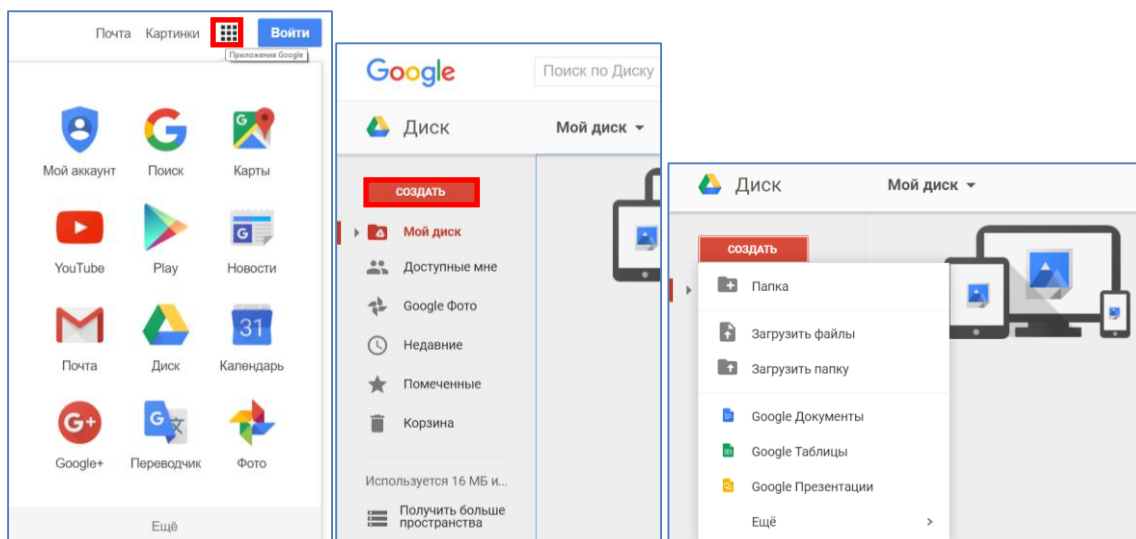 Почта Картинки Войти
Приложения Google
Мой аккаунт Поиск Карты
YouTube Play Новости
31
Почта Диск Календарь
G+
Google+ Переводчик Фото
Ещё
Google Поиск по Диску
Диск Мой диск
СОЗДАТЬ
Мой диск
Доступные мне
Google Фото
Недавние
Помеченные
Корзина
Используется 16 МБ и...
Получить больше
пространства
Диск Мой диск
СОЗДАТЬ
Папка
Загрузить файлы
Загрузить папку
Google Документы
Google Таблицы
Google Презентации
Ещё